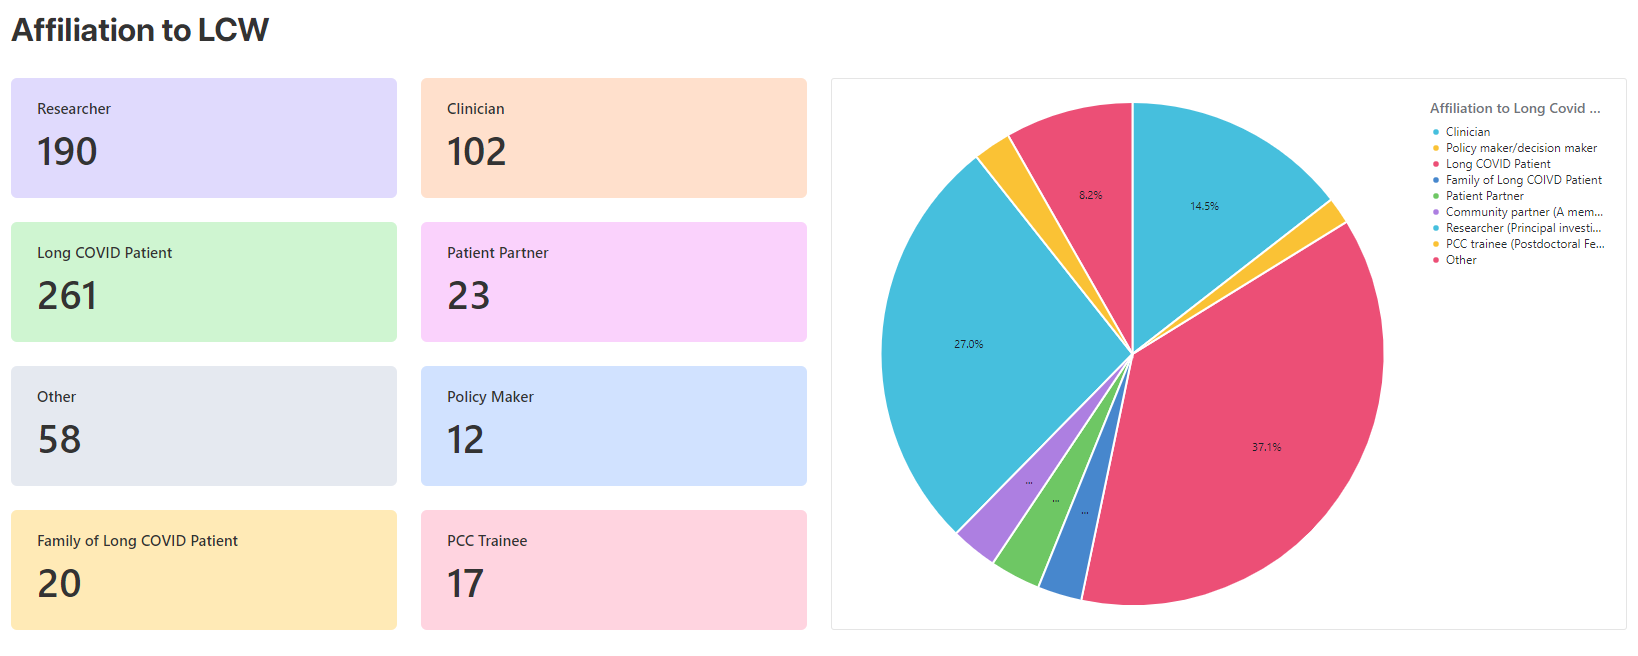 Affiliation to LCW
Researcher
190
Clinician
102
Long COVID Patient
261
Patient Partner
23
Other
58
Policy Maker
12
Family of Long COVID Patient
20
PCC Trainee
17
8.2%
14.5%
27.0%
37.1%
...
...
...
Affiliation to Long Covid ...
Clinician
Policy maker/decision maker
Long COVID Patient
Family of Long COIVD Patient
Patient Partner
Community partner (A mem...
Researcher (Principal investi...
PCC trainee (Postdoctoral Fe...
Other